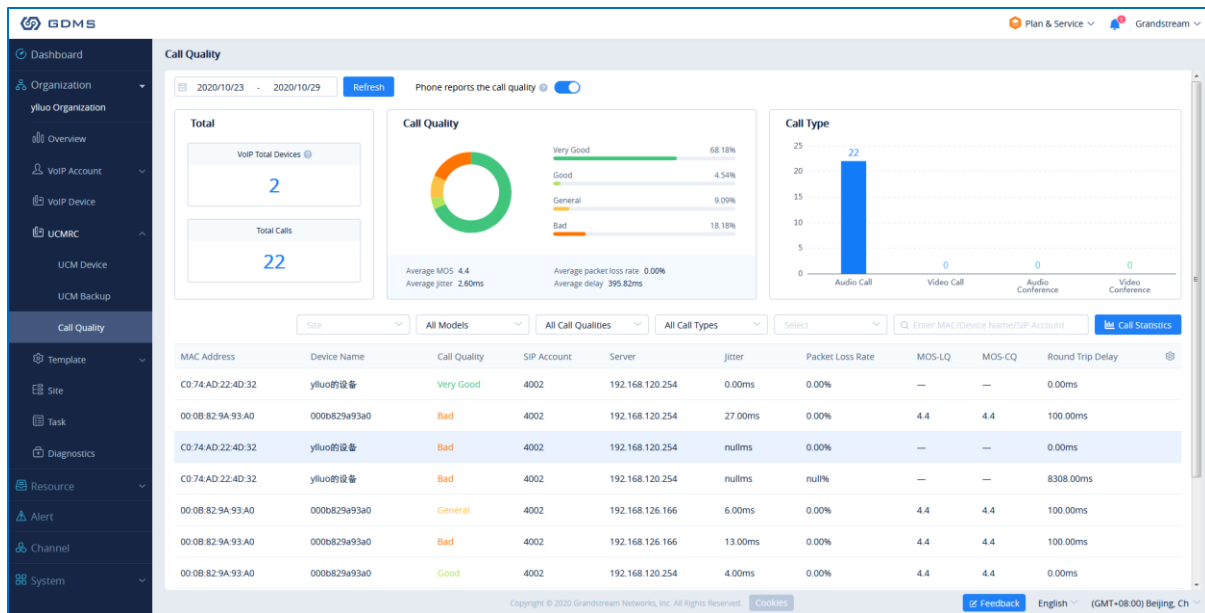 GDMS
Plan & Service
Grandstream
Dashboard
Organization
ylluo Organization
Overview
VoIP Account
VoIP Device
UCMRC
UCM Device
UCM Backup
Call Quality
Template
Site
Task
Diagnostics
Resource
Alert
Channel
System
Call Quality
2020/10/23 - 2020/10/29 Refresh Phone reports the call quality
Total
VoIP Total Devices
2
Total Calls
22
Call Quality
Very Good 68.18%
Good 4.54%
General 9.09%
Bad 18.18%
Average MOS 4.4 Average packet loss rate 0.00%
Average jitter 2.60ms Average delay 395.82ms
Call Type
25
20
15
10
5
0
22 0 0 0
Audio Call Video Call Audio Conference Video Conference
Site All Models All Call Qualities All Call Types Select Enter MAC/Device Name/SIP Account Call Statistics
MAC Address Device Name Call Quality SIP Account Server Jitter Packet Loss Rate MOS-LQ MOS-CQ Round Trip Delay
C0:74:AD:22:4D:32 ylluo的设备 Very Good 4002 192.168.120.254 0.00ms 0.00% — — 0.00ms
00:0B:82:9A:93:A0 000b829a93a0 Bad 4002 192.168.120.254 27.00ms 0.00% 4.4 4.4 100.00ms
C0:74:AD:22:4D:32 ylluo的设备 Bad 4002 192.168.120.254 nullms 0.00% — — 0.00ms
C0:74:AD:22:4D:32 ylluo的设备 Bad 4002 192.168.120.254 nullms null% — — 8308.00ms
00:0B:82:9A:93:A0 000b829a93a0 General 4002 192.168.126.166 6.00ms 0.00% 4.4 4.4 100.00ms
00:0B:82:9A:93:A0 000b829a93a0 Bad 4002 192.168.126.166 13.00ms 0.00% 4.4 4.4 100.00ms
00:0B:82:9A:93:A0 000b829a93a0 Good 4002 192.168.120.254 4.00ms 0.00% 4.4 4.4 0.00ms
Copyright © 2020 Grandstream Networks, Inc. All Rights Reserved. Cookies Feedback English (GMT+08:00) Beijing, Ch